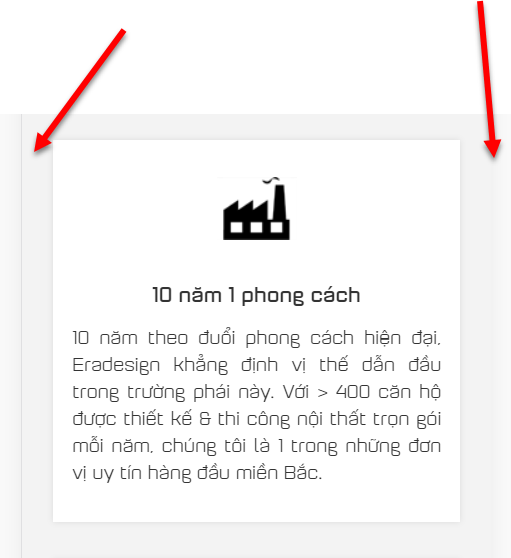 10 năm 1 phong cách
10 năm theo đuổi phong cách hiện đại,
Eradesign khẳng định vị thế dẫn đầu
trong trường phái này. Với > 400 căn hộ
được thiết kế & thi công nội thất trọn gói
mỗi năm, chúng tôi là 1 trong những đơn
vị uy tín hàng đầu miền Bắc.